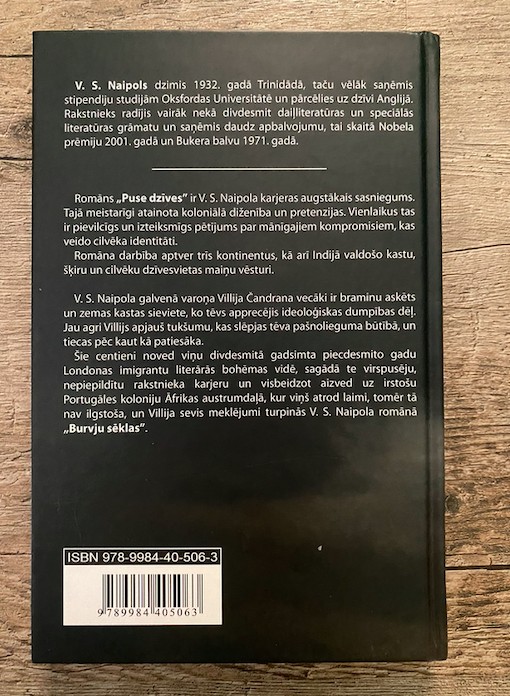 V. S. Naipols dzimis 1932. gadā Trinidādā, taču vēlāk saņēmis
stipendiju studijām Oksfordas Universitātē un pārcēlies uz dzīvi Anglijā.
Rakstnieks radījis vairāk nekā divdesmit daiļliteratūras un speciālās
literatūras grāmatu un saņēmis daudz apbalvojumu, tai skaitā Nobela
prēmiju 2001. gadā un Bukera balvu 1971. gadā.
Romāns „Puse dzīves" ir V. S. Naipola karjeras augstākais sasniegums.
Tajā meistarīgi atainota koloniālā diženība un pretenzijas. Vienlaikus tas
ir pievilcīgs un izteiksmīgs pētījums par mānīgajiem kompromisiem, kas
veido cilvēka identitāti.
Romāna darbība aptver trīs kontinentus, kā arī Indijā valdošo kastu,
šķiru un cilvēku dzīvesvietas maiņu vēsturi.
V. S. Naipola galvenā varoņa Villija Čandrana vecāki ir bramīnu askēts
un zemas kastas sieviete, ko tēvs apprecējis ideoloģiskas dumpības dēļ.
Jau agri Villijs apjauš tukšumu, kas slēpjas tēva pašnolieguma būtībā, un
tiecas pēc kaut kā patiesāka.
Šie centieni noved viņu divdesmitā gadsimta piecdesmito gadu
Londonas imigrantu literārās bohēmas vidē, sagādā te virspusēju,
nepiepildītu rakstnieka karjeru un visbeidzot aizved uz irstošu
Portugāles koloniju Āfrikas austrumdaļā, kur viņš atrod laimi, tomēr tā
nav ilgstoša, un Villija sevis meklējumi turpinās V. S. Naipola romānā
„Burvju sēklas".
ISBN 978-9984-40-506-3
9 789984 405063